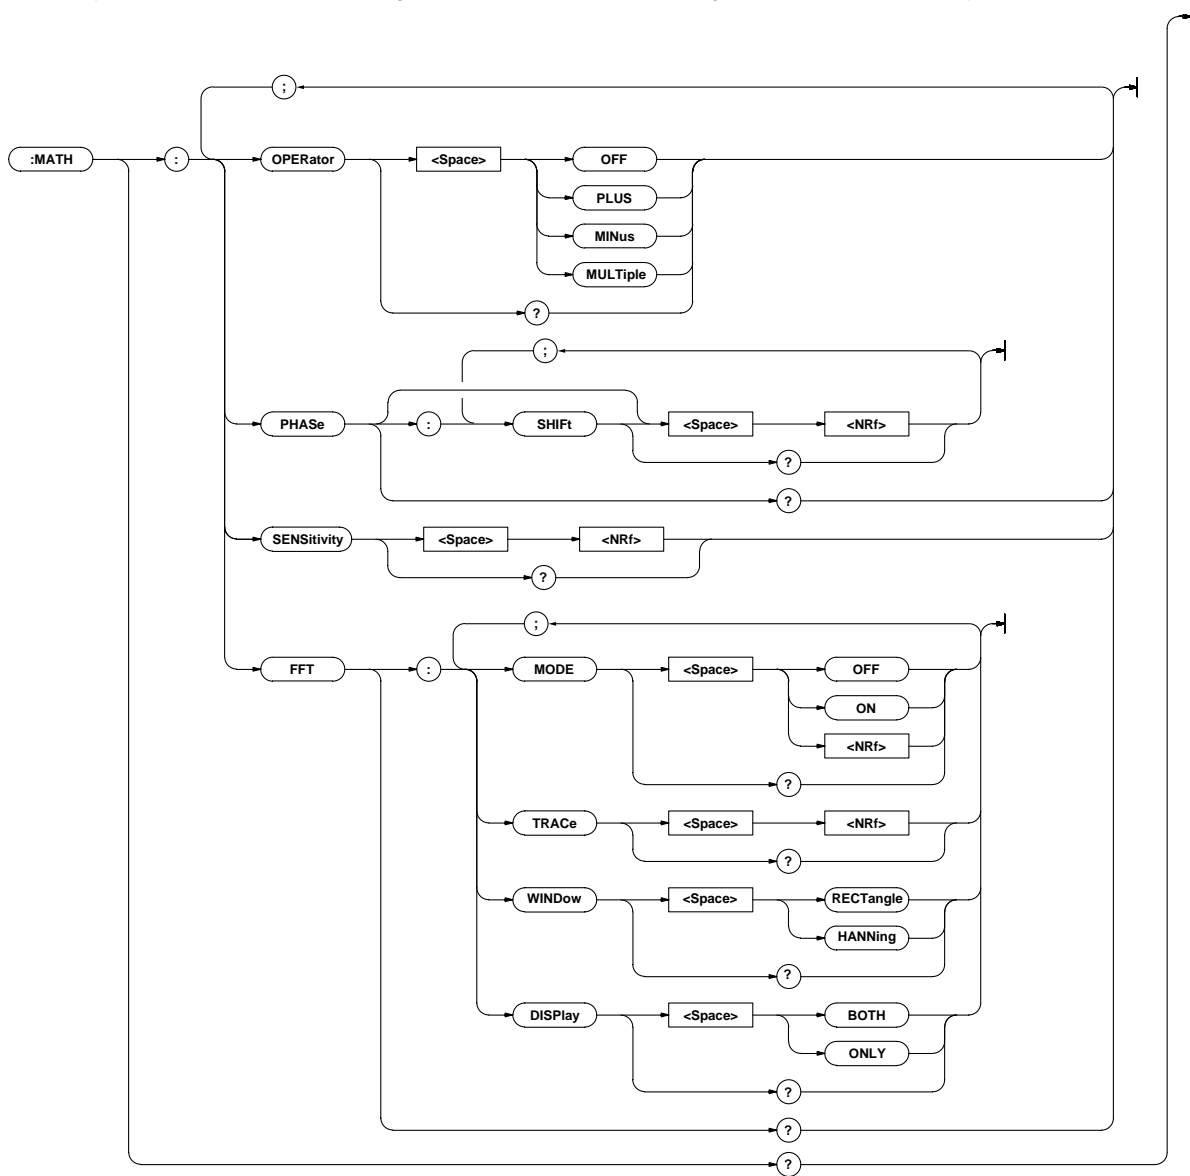 ;
:MATH : OPERator <Space> OFF
PLUS
MINus
MULTiple
?
;
PHASe : SHIFt <Space> <NRf>
?
?
SENSitivity <Space> <NRf>
?
;
FFT : MODE <Space> OFF
ON
<NRf>
?
TRACe <Space> <NRf>
?
WINDow <Space> RECTangle
HANNing
?
DISPlay <Space> BOTH
ONLY
?
?
?